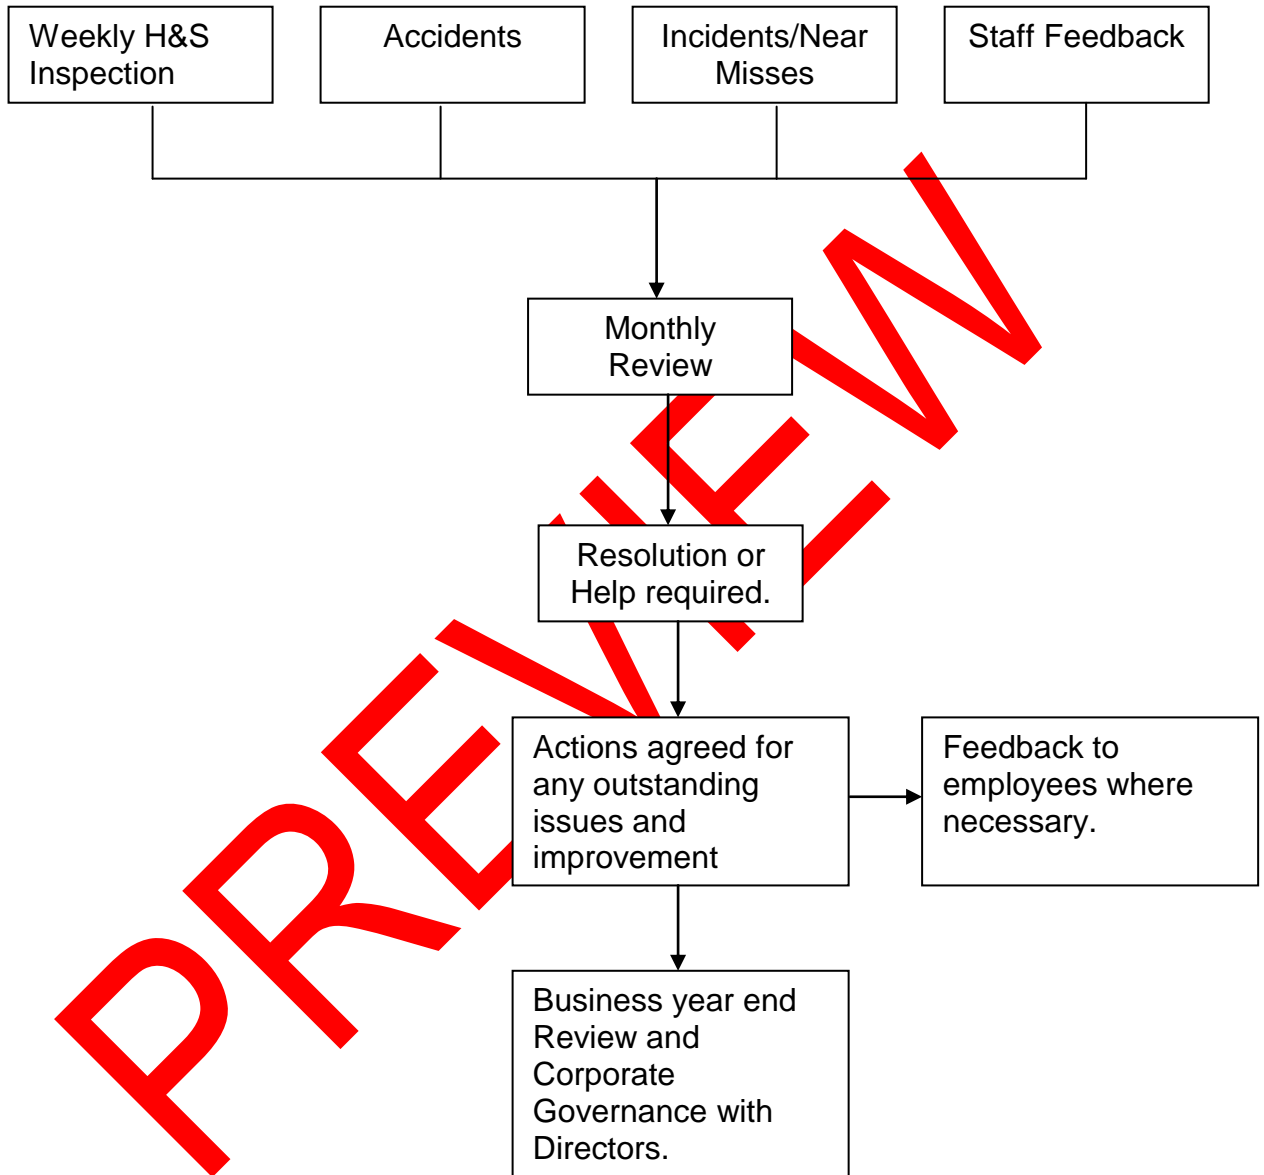 Weekly H&S
Inspection
Accidents
Incidents/Near
Misses
Staff Feedback
Monthly
Review
Resolution or
Help required.
Actions agreed for
any outstanding
issues and
improvement
Feedback to
employees where
necessary.
Business year end
Review and
Corporate
Governance with
Directors.
PREVIEW